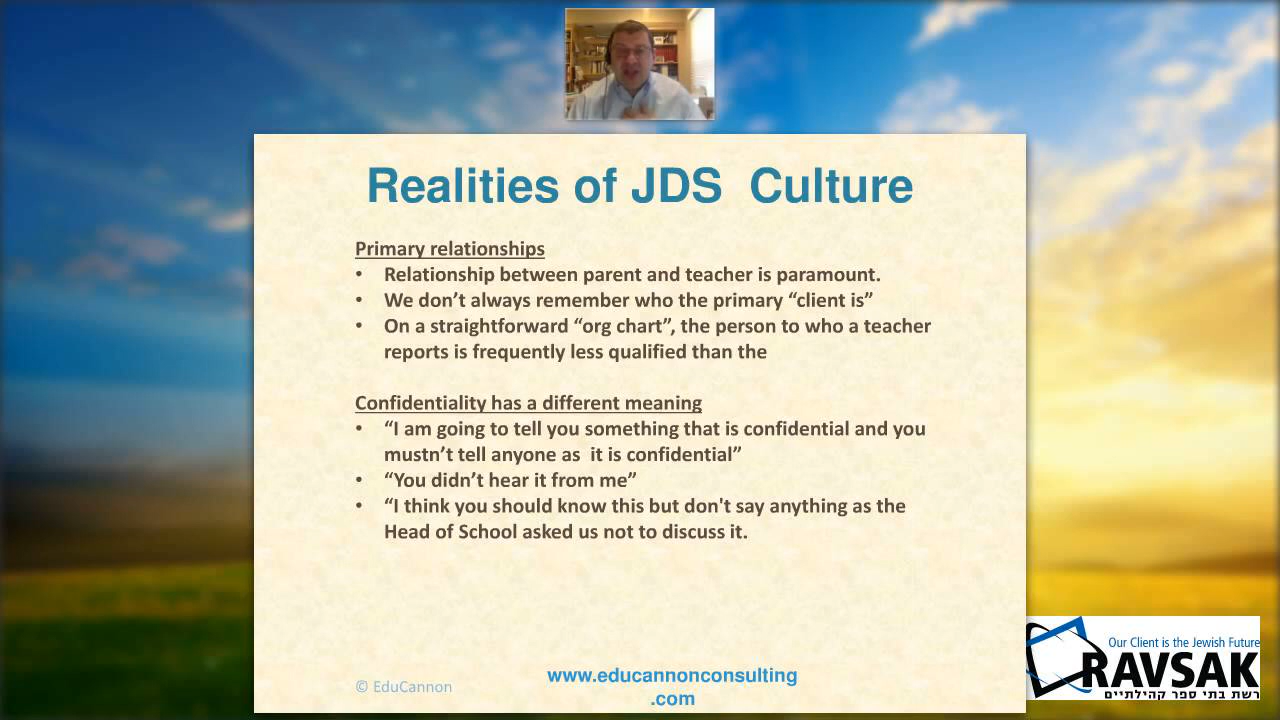 Realities of JDS  Culture
Primary relationships
• Relationship between parent and teacher is paramount.
• We don’t always remember who the primary “client is”
• On a straightforward “org chart”, the person to who a teacher
reports is frequently less qualified than the
Confidentiality has a different meaning
• “I am going to tell you something that is confidential and you
mustn’t tell anyone as  it is confidential”
• “You didn’t hear it from me”
• “I think you should know this but don't say anything as the
Head of School asked us not to discuss it.
© EduCannon
www.educannonconsulting
.com
Our Client is the Jewish Future
RAVSAK
רשת בתי ספר קהילתיים